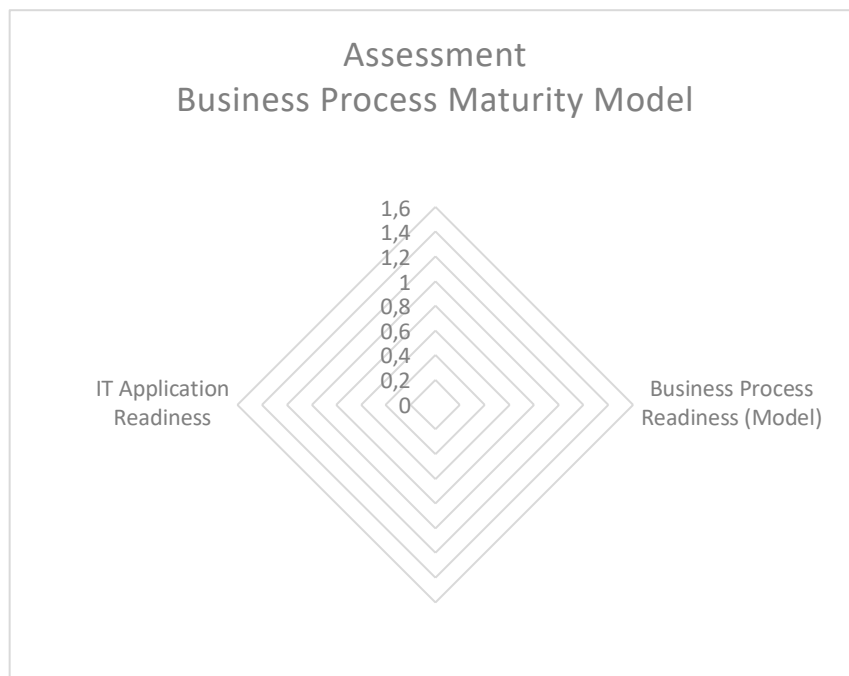 Assessment
Business Process Maturity Model
1,6
1,4
1,2
1
0,8
0,6
0,4
0,2
0
IT Application
Readiness
Business Process
Readiness (Model)